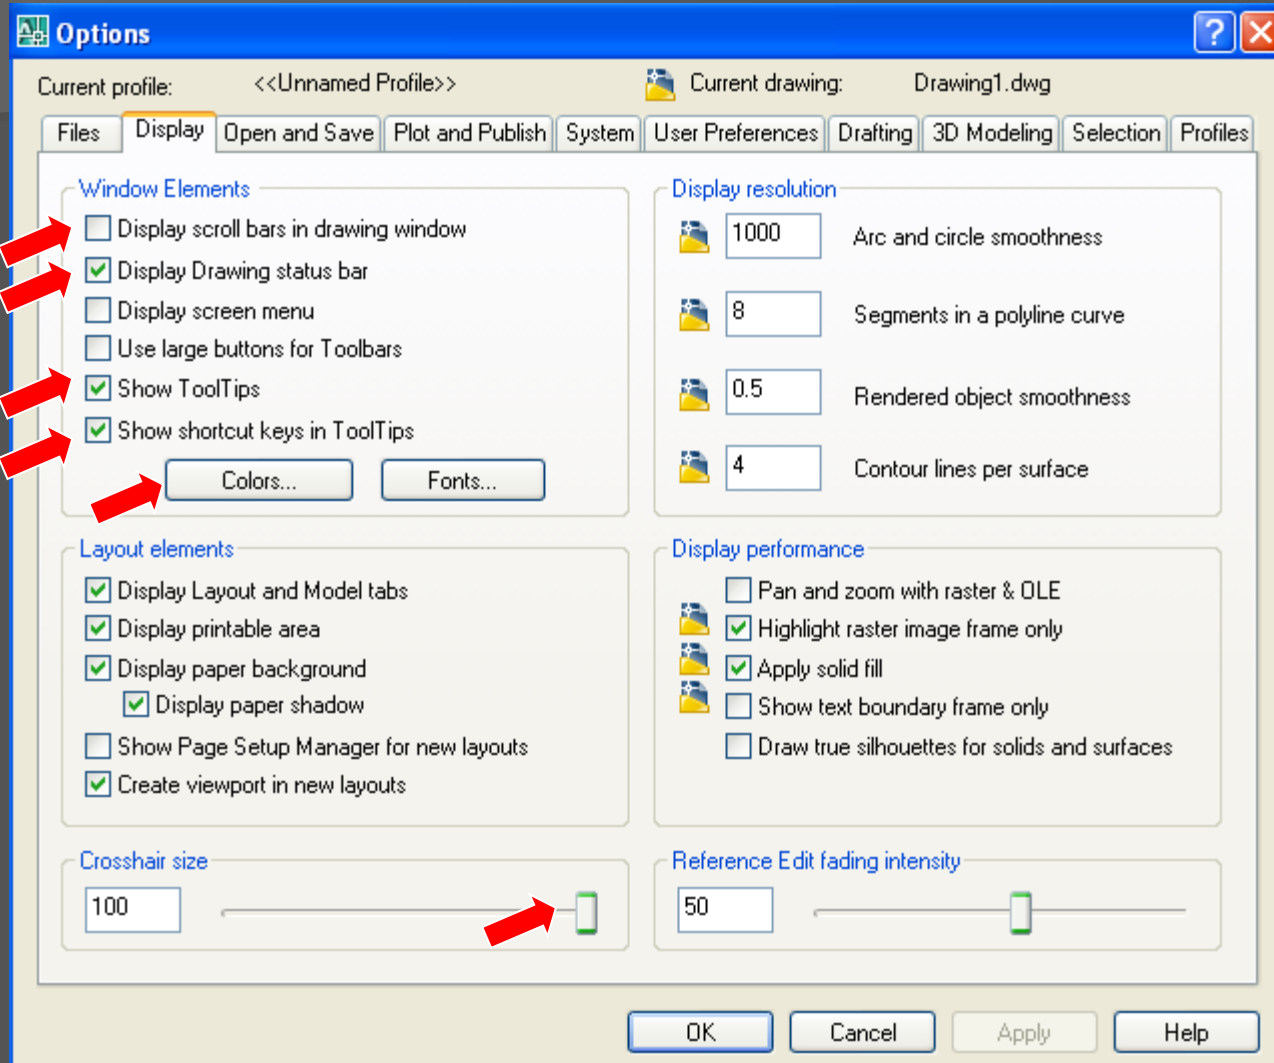 Options
Current profile: <<Unnamed Profile>> Current drawing: Drawing1.dwg
Files Display Open and Save Plot and Publish System User Preferences Drafting 3D Modeling Selection Profiles
Window Elements
Display scroll bars in drawing window
Display Drawing status bar
Display screen menu
Use large buttons for Toolbars
Show ToolTips
Show shortcut keys in ToolTips
Colors... Fonts...
Display resolution
1000 Arc and circle smoothness
8 Segments in a polyline curve
0.5 Rendered object smoothness
4 Contour lines per surface
Layout elements
Display Layout and Model tabs
Display printable area
Display paper background
Display paper shadow
Show Page Setup Manager for new layouts
Create viewport in new layouts
Display performance
Pan and zoom with raster & OLE
Highlight raster image frame only
Apply solid fill
Show text boundary frame only
Draw true silhouettes for solids and surfaces
Crosshair size
100
Reference Edit fading intensity
50
OK Cancel Apply Help